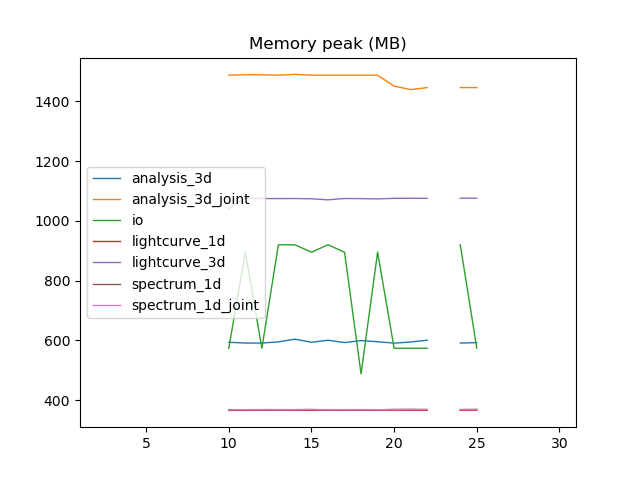 Memory peak (MB)
1400
1200
1000
800
600
400
analysis_3d
analysis_3d_joint
io
lightcurve_1d
lightcurve_3d
spectrum_1d
spectrum_1d_joint
5 10 15 20 25 30